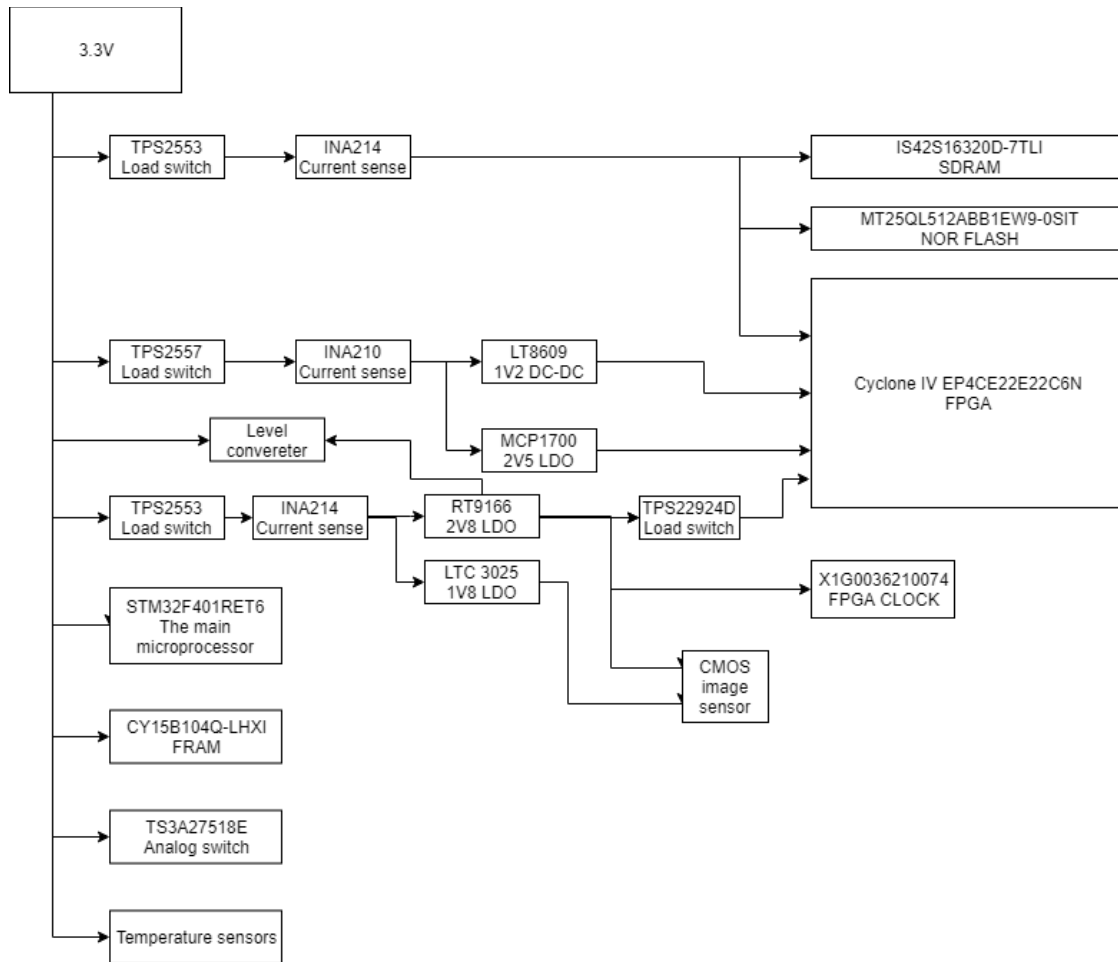 3.3V
TPS2553
Load switch
INA214
Current sense
IS42S16320D-7TLI
SDRAM
MT25QL512ABB1EW9-0SIT
NOR FLASH
TPS2557
Load switch
INA210
Current sense
LT8609
1V2 DC-DC
Cyclone IV EP4CE22E22C6N
FPGA
Level
convereter
MCP1700
2V5 LDO
TPS2553
Load switch
INA214
Current sense
RT9166
2V8 LDO
TPS22924D
Load switch
LTC 3025
1V8 LDO
X1G0036210074
FPGA CLOCK
STM32F401RET6
The main
microprocessor
CMOS
image
sensor
CY15B104Q-LHXI
FRAM
TS3A27518E
Analog switch
Temperature sensors